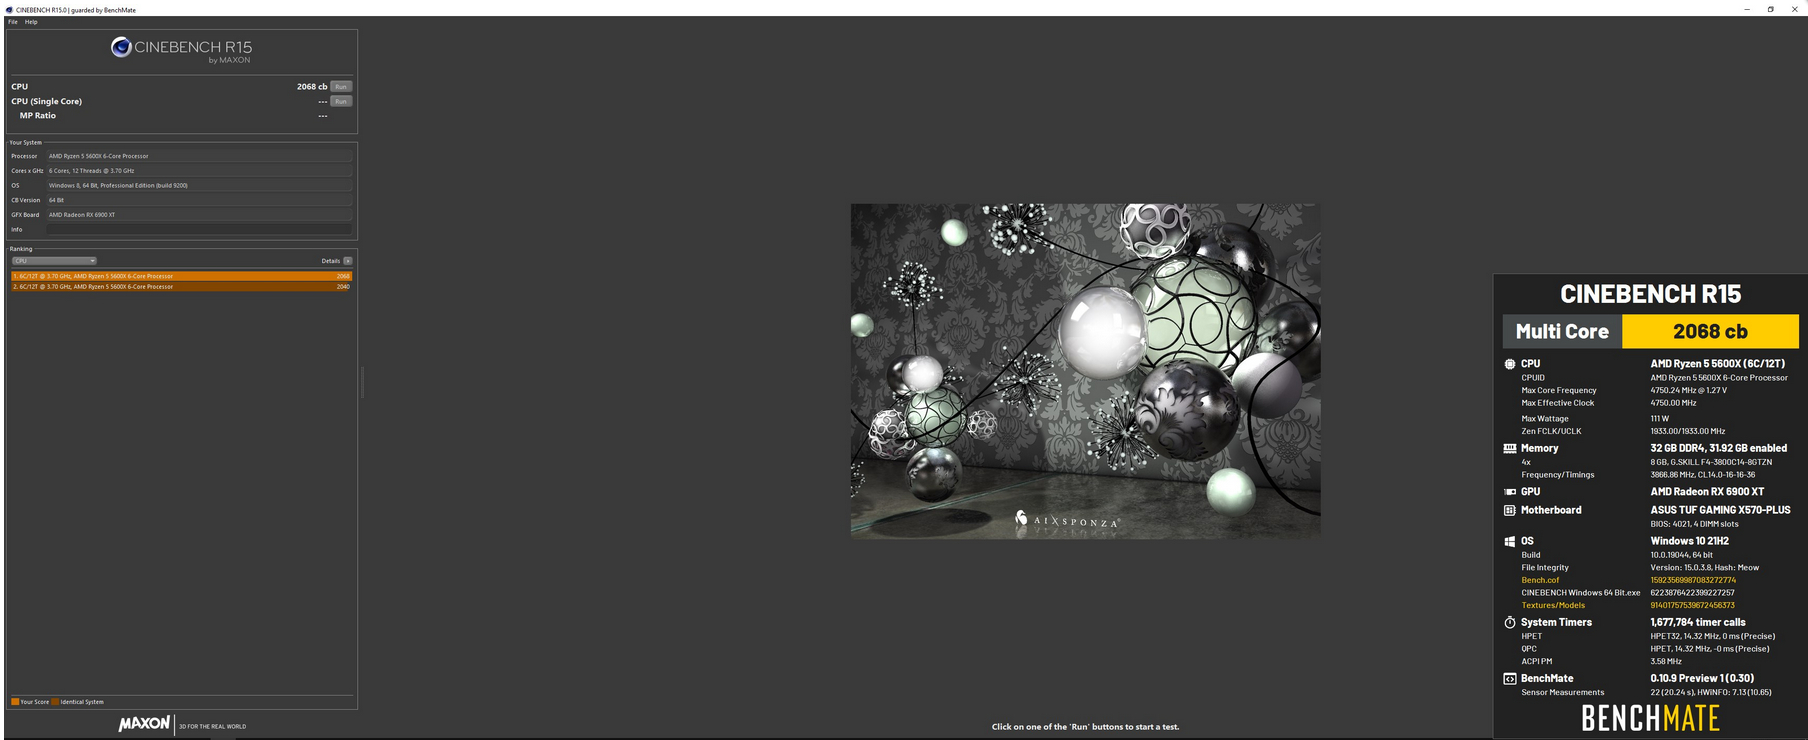 CINEBENCH R15.0 | guarded by BenchMate
File Help
CINEBENCH R15
by MAXON
CPU 2068 cb Run
CPU (Single Core) --- Run
MP Ratio ---
Your System
Processor AMD Ryzen 5 5600X 6-Core Processor
Cores x GHz 6 Cores, 12 Threads @ 3.70 GHz
OS Windows 8, 64 Bit, Professional Edition (build 9200)
CB Version 64 Bit
GFX Board AMD Radeon RX 6900 XT
Info
Ranking
CPU Details
1. 6C/12T @ 3.70 GHz, AMD Ryzen 5 5600X 6-Core Processor 2068
2. 6C/12T @ 3.70 GHz, AMD Ryzen 5 5600X 6-Core Processor 2040
Your Score Identical System
MAXON 3D FOR THE REAL WORLD
AIXSPONZA
Click on one of the 'Run' buttons to start a test.
CINEBENCH R15
Multi Core 2068 cb
CPU AMD Ryzen 5 5600X (6C/12T)
CPUID AMD Ryzen 5 5600X 6-Core Processor
Max Core Frequency 4750.24 MHz @ 1.27 V
Max Effective Clock 4750.00 MHz
Max Wattage 111 W
Zen FCLK/UCLK 1933.00/1933.00 MHz
Memory 32 GB DDR4, 31.92 GB enabled
4x 8 GB, G.SKILL F4-3800C14-8GTZN
Frequency/Timings 3866.86 MHz, CL14.0-16-16-36
GPU AMD Radeon RX 6900 XT
Motherboard ASUS TUF GAMING X570-PLUS
BIOS: 4021, 4 DIMM slots
OS Windows 10 21H2
Build 10.0.19044, 64 bit
File Integrity Version: 15.0.3.8, Hash: Meow
Bench.cof 15923569987083272774
CINEBENCH Windows 64 Bit.exe 6223876422399227257
Textures/Models 9140175753967245​6373
System Timers 1,677,784 timer calls
HPET HPET32, 14.32 MHz, 0 ms (Precise)
QPC HPET, 14.32 MHz, -0 ms (Precise)
ACPI PM 3.58 MHz
BenchMate 0.10.9 Preview 1 (0.30)
Sensor Measurements 22 (20.24 s), HWiNFO: 7.13 (10.65)
BENCHMATE